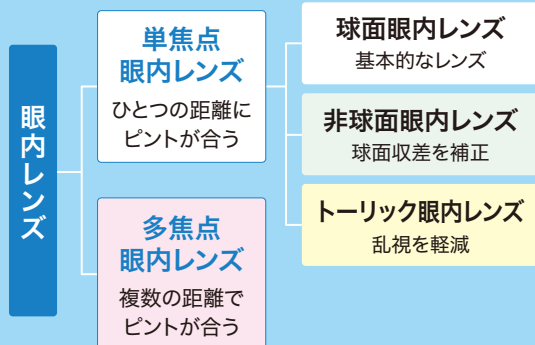 眼内レンズ
単焦点
眼内レンズ
ひとつの距離に
ピントが合う
多焦点
眼内レンズ
複数の距離で
ピントが合う
球面眼内レンズ
基本的なレンズ
非球面眼内レンズ
球面収差を補正
トーリック眼内レンズ
乱視を軽減